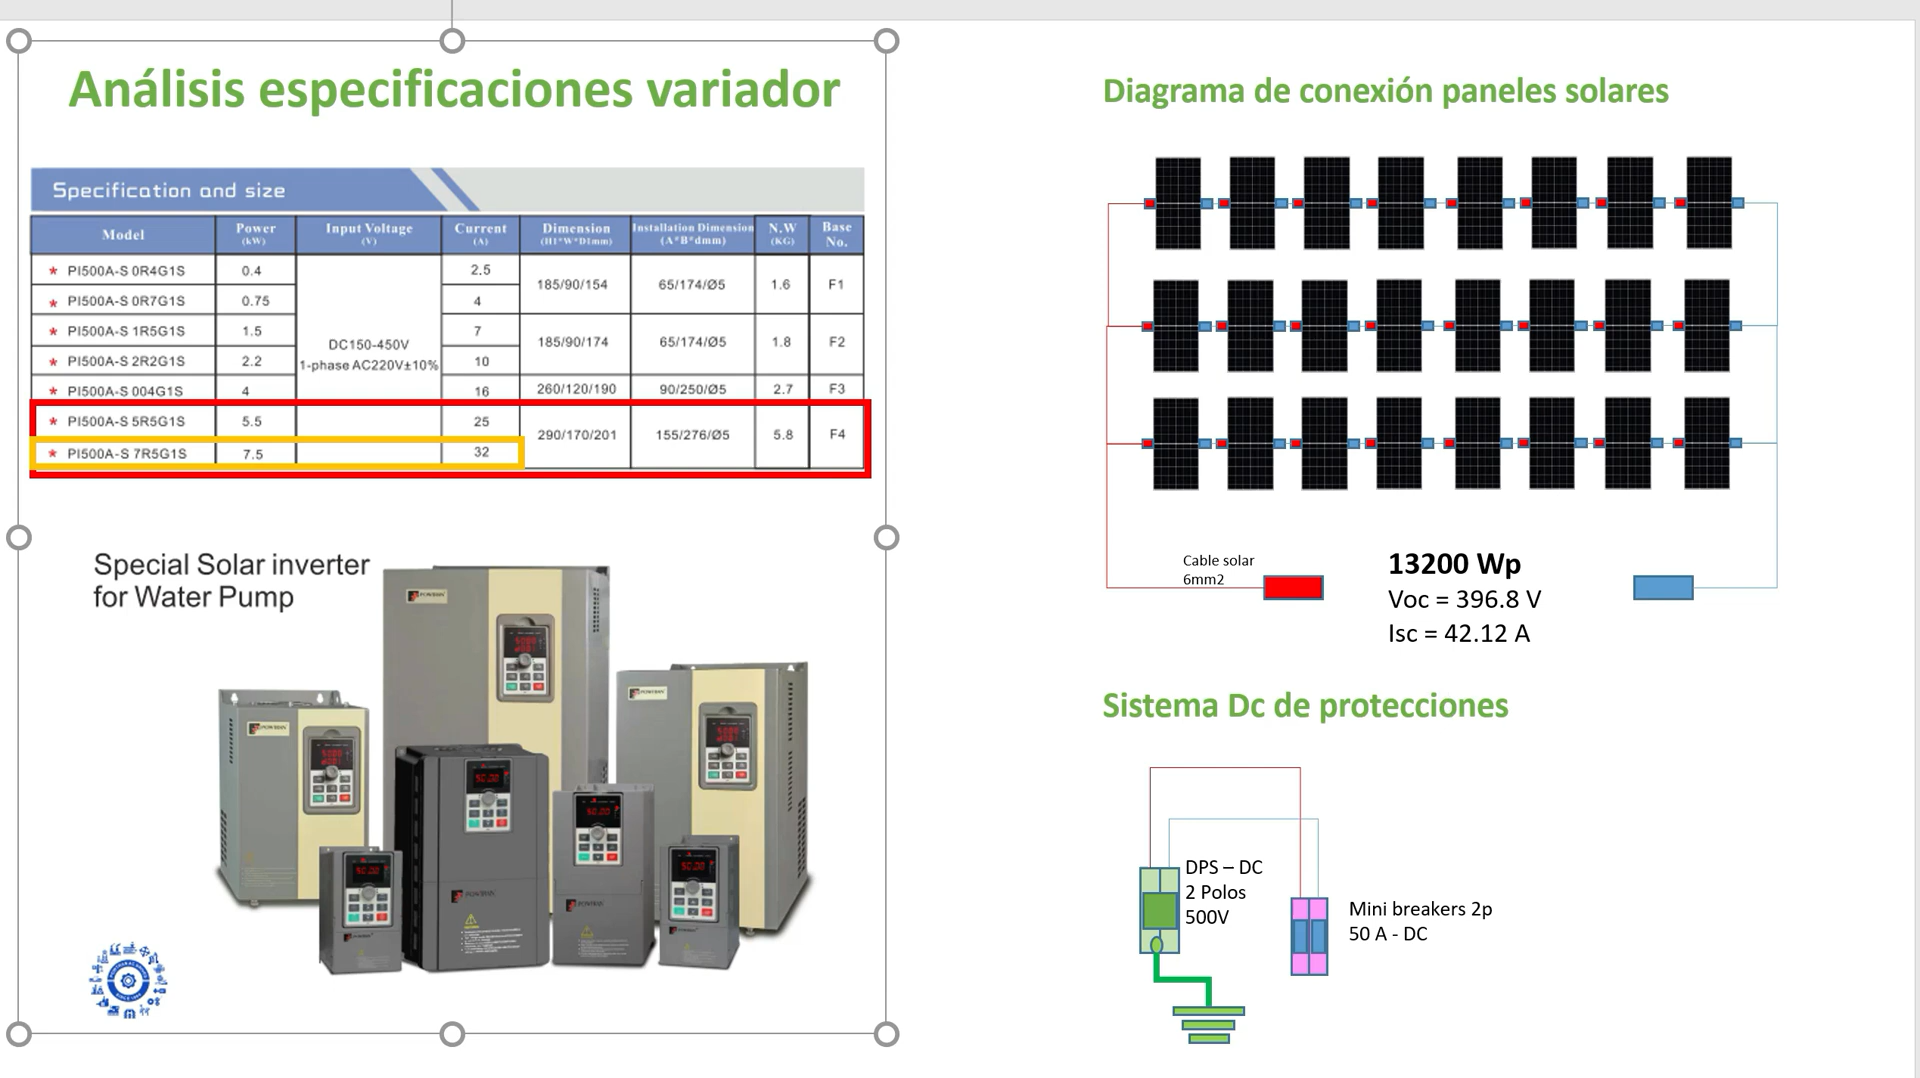 Análisis especificaciones variador
Specification and size
Model Power (kW) Input Voltage (V) Current (A) Dimension (H1*W*D1mm) Installation Dimension (A*B*dmm) N.W (KG) Base No.
* PI500A-S 0R4G1S 0.4 2.5
185/90/154 65/174/Ø5 1.6 F1
* PI500A-S 0R7G1S 0.75 4
* PI500A-S 1R5G1S 1.5 7
DC150-450V
185/90/174 65/174/Ø5 1.8 F2
* PI500A-S 2R2G1S 2.2 10
1-phase AC220V±10%
* PI500A-S 004G1S 4 16 260/120/190 90/250/Ø5 2.7 F3
* PI500A-S 5R5G1S 5.5 25
290/170/201 155/276/Ø5 5.8 F4
* PI500A-S 7R5G1S 7.5 32
Special Solar inverter
for Water Pump
POWTRAN
POWTRAN
POWTRAN
POWTRAN
POWTRAN
Diagrama de conexión paneles solares
Cable solar
6mm2
13200 Wp
Voc = 396.8 V
Isc = 42.12 A
Sistema Dc de protecciones
DPS – DC
2 Polos
500V
Mini breakers 2p
50 A - DC